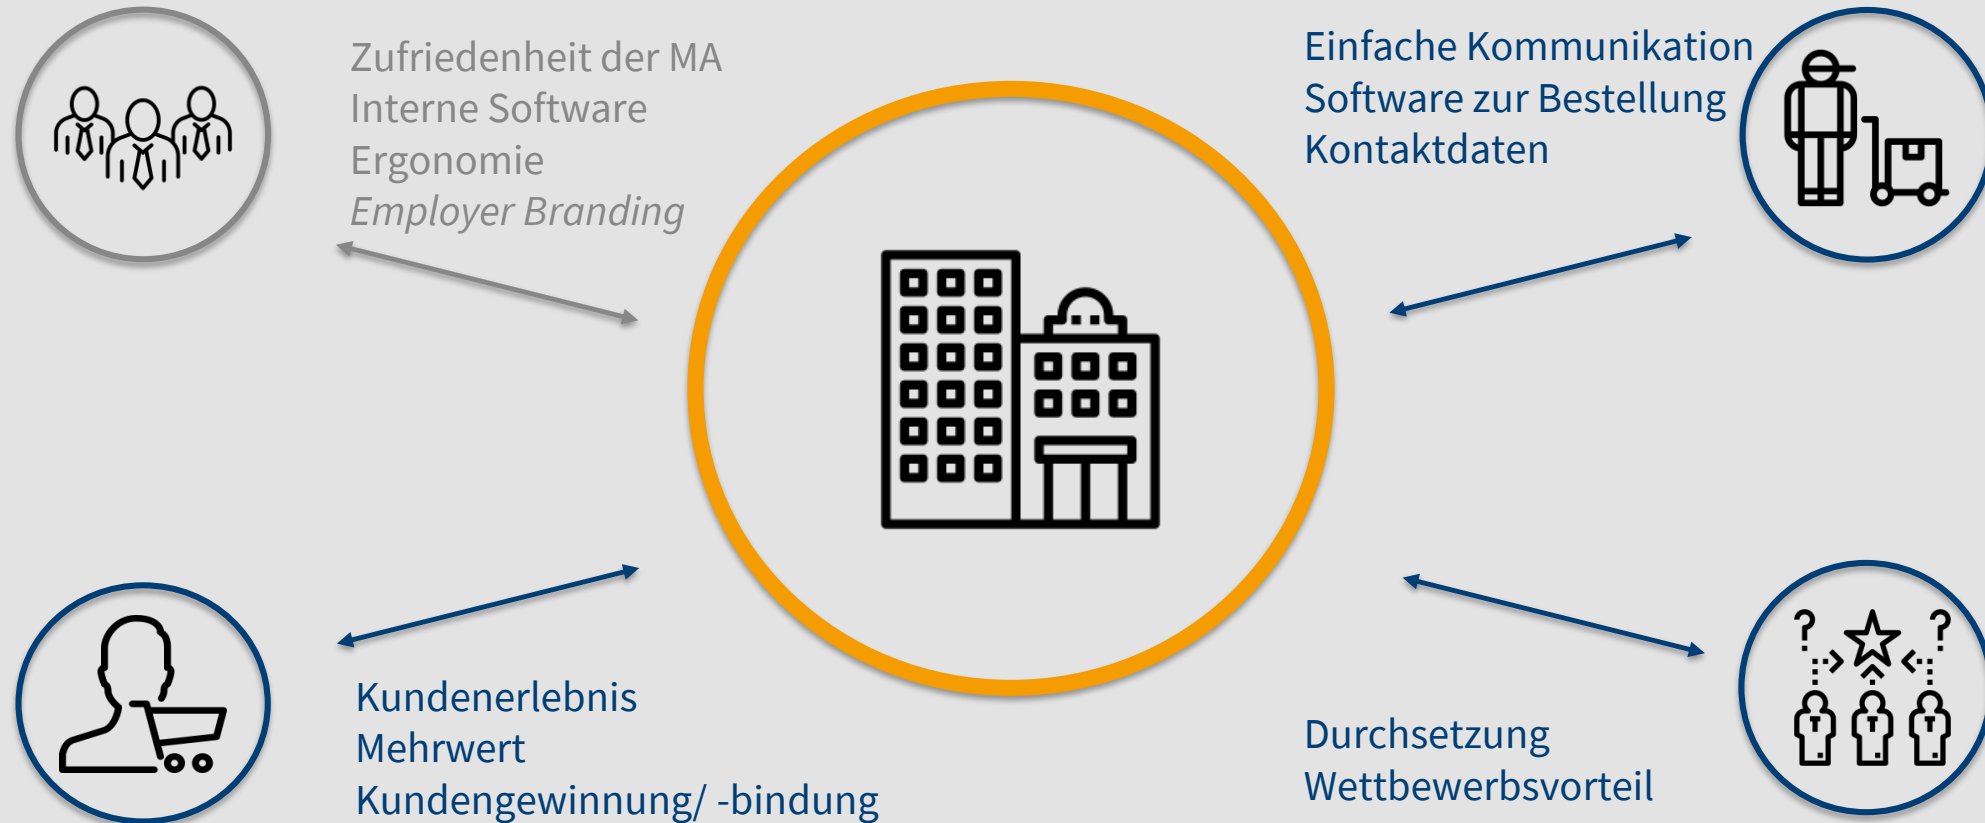 Zufriedenheit der MA
Interne Software
Ergonomie
Employer Branding
Einfache Kommunikation
Software zur Bestellung
Kontaktdaten
Kundenerlebnis
Mehrwert
Kundengewinnung/ -bindung
Durchsetzung
Wettbewerbsvorteil
? ?